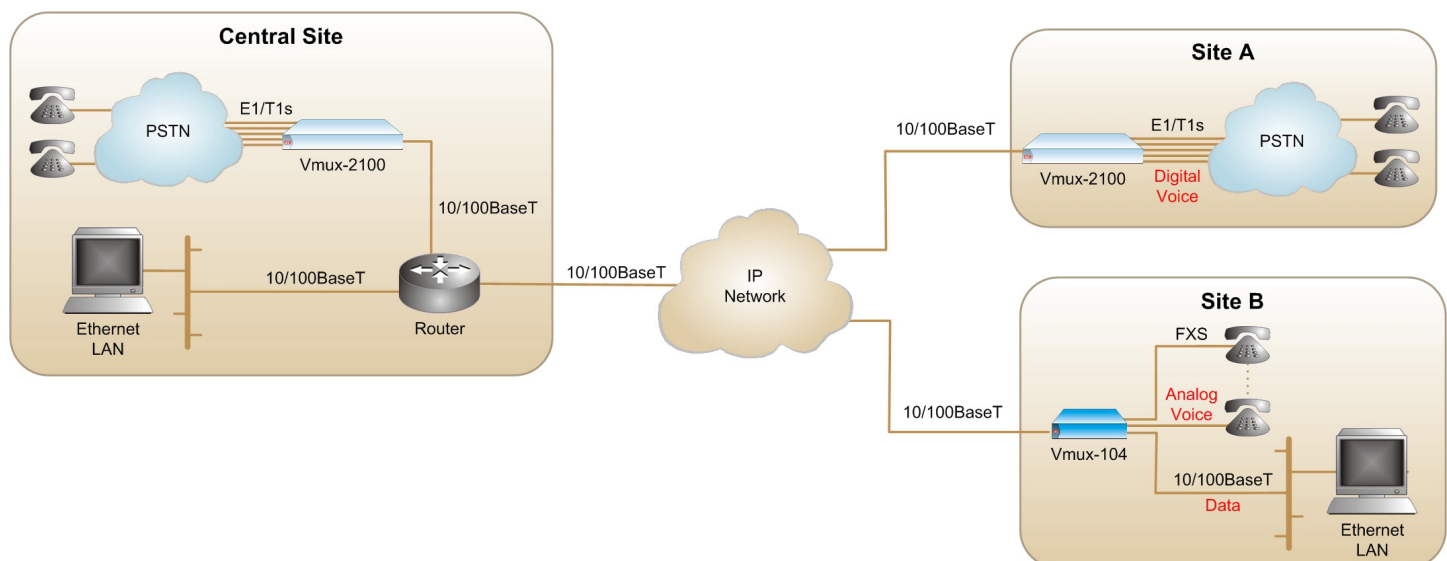 Central Site
PSTN
E1/T1s
Vmux-2100
10/100BaseT
10/100BaseT
Ethernet
LAN
Router
10/100BaseT
IP
Network
Site A
10/100BaseT
Vmux-2100
E1/T1s
Digital
Voice
PSTN
Site B
10/100BaseT
Vmux-104
FXS
Analog
Voice
10/100BaseT
Data
Ethernet
LAN